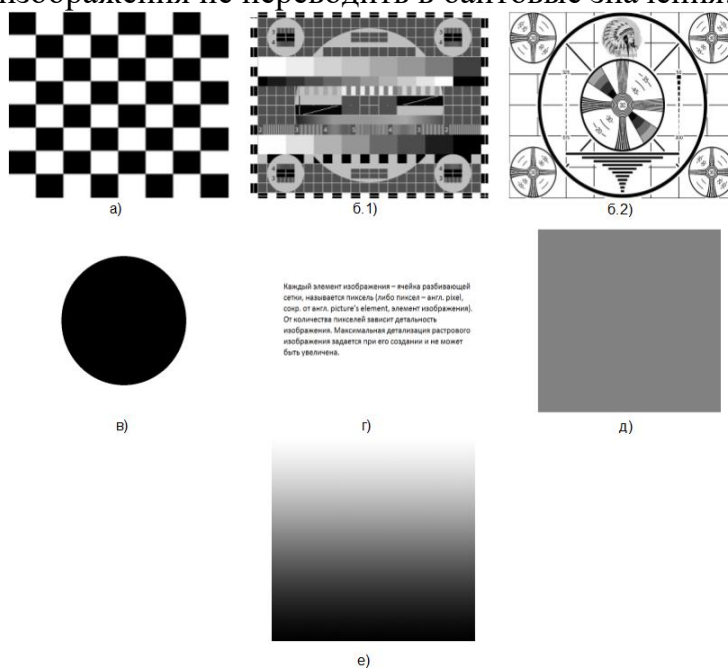 изображения не переводить в байтовые значения.
а)
б.1)
б.2)
в)
Каждый элемент изображения – ячейка разбивающей
сетки, называется пиксель (либо пиксел – англ. pixel,
сокр. от англ. picture's element, элемент изображения).
От количества пикселей зависит детальность
изображения. Максимальная детализация растрового
изображения задается при его создании и не может
быть увеличена.
г)
д)
е)